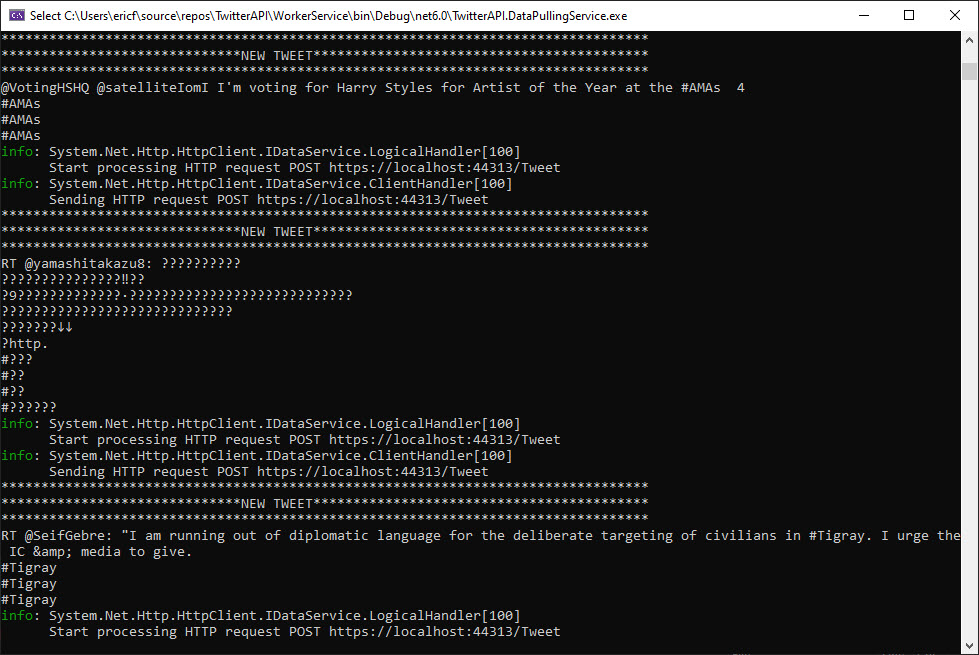 Select C:\Users\ericf\source\repos\TwitterAPI\WorkerService\bin\Debug\net6.0\TwitterAPI.DataPullingService.exe
*********************************************************************************
******************************NEW TWEET******************************************
*********************************************************************************
@VotingHSHQ @satelliteIomI I'm voting for Harry Styles for Artist of the Year at the #AMAs  4
#AMAs
#AMAs
#AMAs
info: System.Net.Http.HttpClient.IDataService.LogicalHandler[100]
      Start processing HTTP request POST https://localhost:44313/Tweet
info: System.Net.Http.HttpClient.IDataService.ClientHandler[100]
      Sending HTTP request POST https://localhost:44313/Tweet
*********************************************************************************
******************************NEW TWEET******************************************
*********************************************************************************
RT @yamashitakazu8: ??????????
???????????????‼??
?9?????????????·????????????????????????????
?????????????????????????????
???????↓↓
?http.
#???
#??
#??
#??????
info: System.Net.Http.HttpClient.IDataService.LogicalHandler[100]
      Start processing HTTP request POST https://localhost:44313/Tweet
info: System.Net.Http.HttpClient.IDataService.ClientHandler[100]
      Sending HTTP request POST https://localhost:44313/Tweet
*********************************************************************************
******************************NEW TWEET******************************************
*********************************************************************************
RT @SeifGebre: "I am running out of diplomatic language for the deliberate targeting of civilians in #Tigray. I urge the
 IC &amp; media to give.
#Tigray
#Tigray
#Tigray
info: System.Net.Http.HttpClient.IDataService.LogicalHandler[100]
      Start processing HTTP request POST https://localhost:44313/Tweet